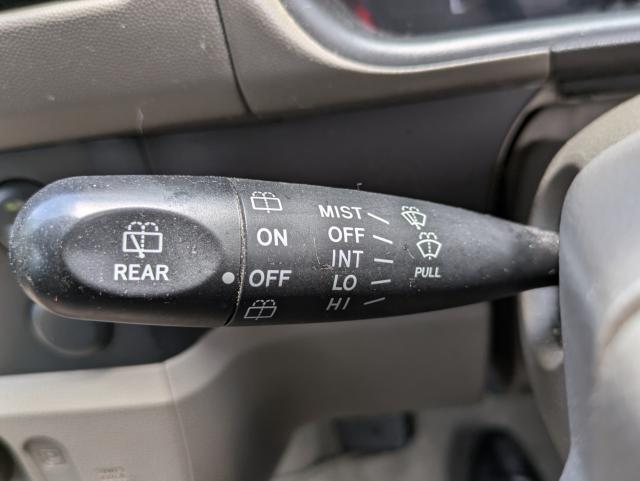 REAR
ON
OFF
MIST
OFF
INT
LO
HI
PULL